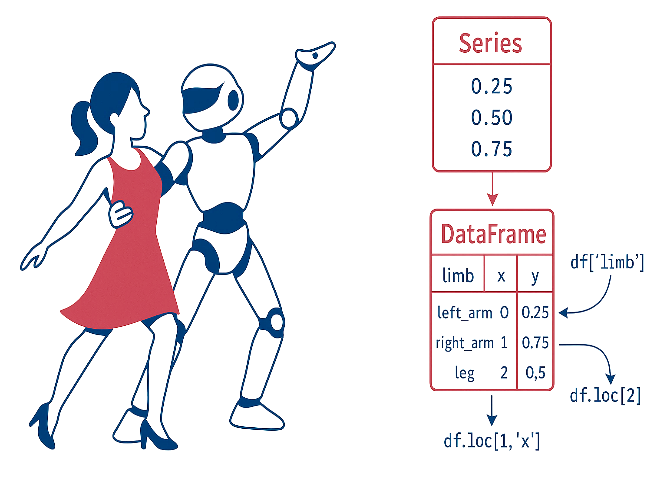 Series
0.25
0.50
0.75
DataFrame
limb x y
left_arm 0 0.25
right_arm 1 0.75
leg 2 0,5
df['limb']
df.loc[2]
df.loc[1,'x']